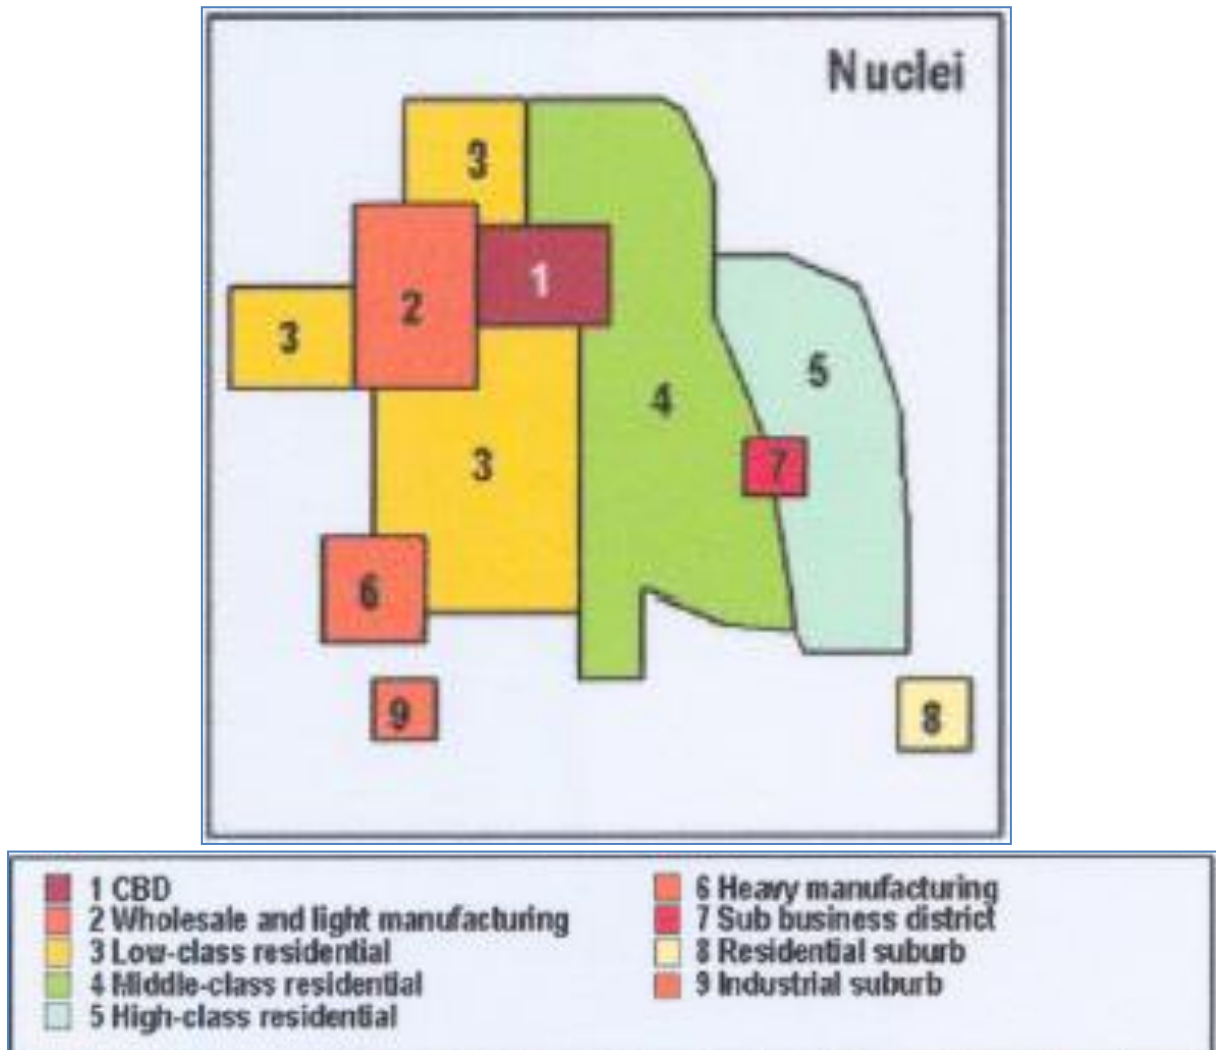 Nuclei
3
1
2
3
5
4
3
7
6
9
8
1 CBD
2 Wholesale and light manufacturing
3 Low-class residential
4 Middle-class residential
5 High-class residential
6 Heavy manufacturing
7 Sub business district
8 Residential suburb
9 Industrial suburb